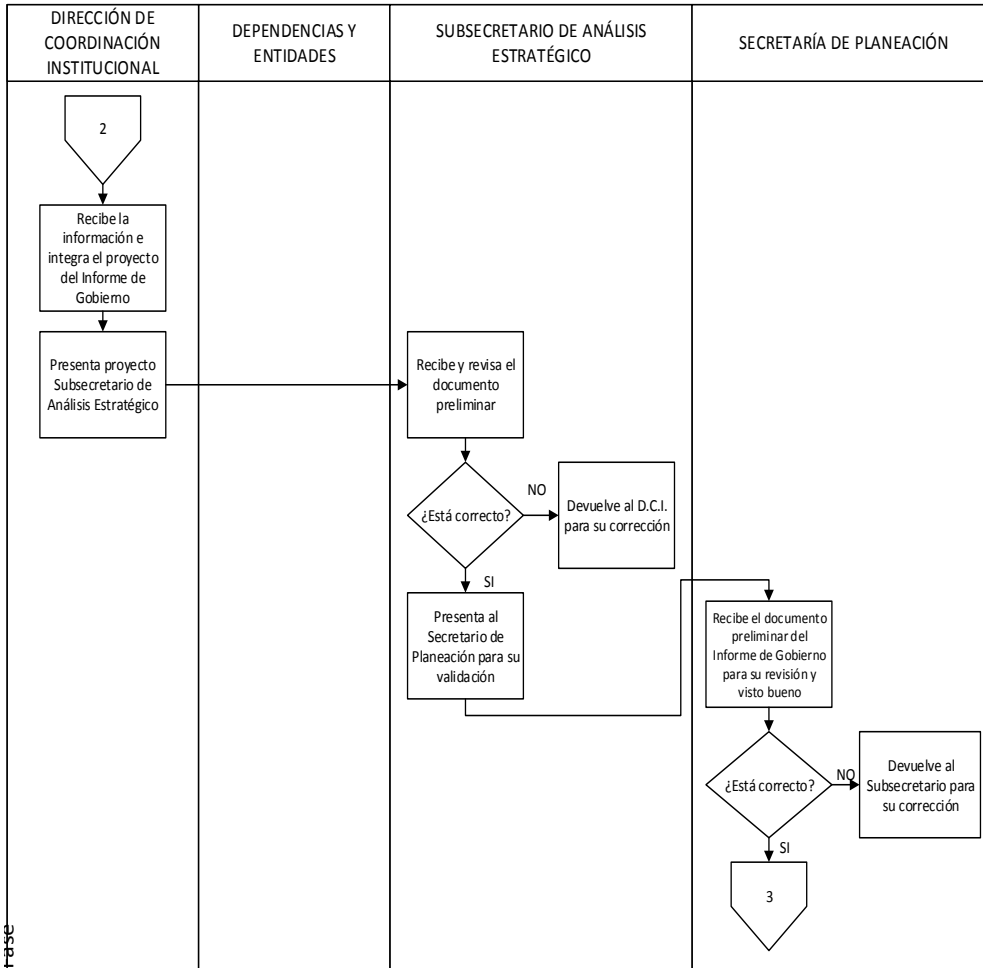 DIRECCIÓN DE
COORDINACIÓN
INSTITUCIONAL
DEPENDENCIAS Y
ENTIDADES
SUBSECRETARIO DE ANÁLISIS
ESTRATÉGICO
SECRETARÍA DE PLANEACIÓN
2
Recibe la
información e
integra el proyecto
del Informe de
Gobierno
Presenta proyecto
Subsecretario de
Análisis Estratégico
Recibe y revisa el
documento
preliminar
¿Está correcto?
NO
Devuelve al D.C.I.
para su corrección
SI
Presenta al
Secretario de
Planeación para su
validación
Recibe el documento
preliminar del
Informe de Gobierno
para su revisión y
visto bueno
¿Está correcto?
NO
Devuelve al
Subsecretario para
su corrección
SI
3